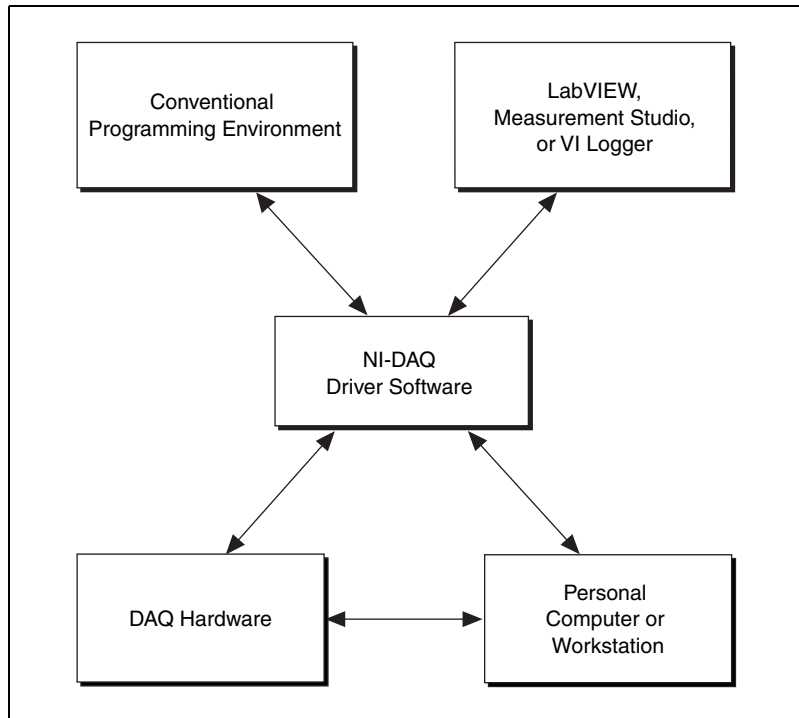 Conventional
Programming Environment
LabVIEW,
Measurement Studio,
or VI Logger
NI-DAQ
Driver Software
DAQ Hardware
Personal
Computer or
Workstation